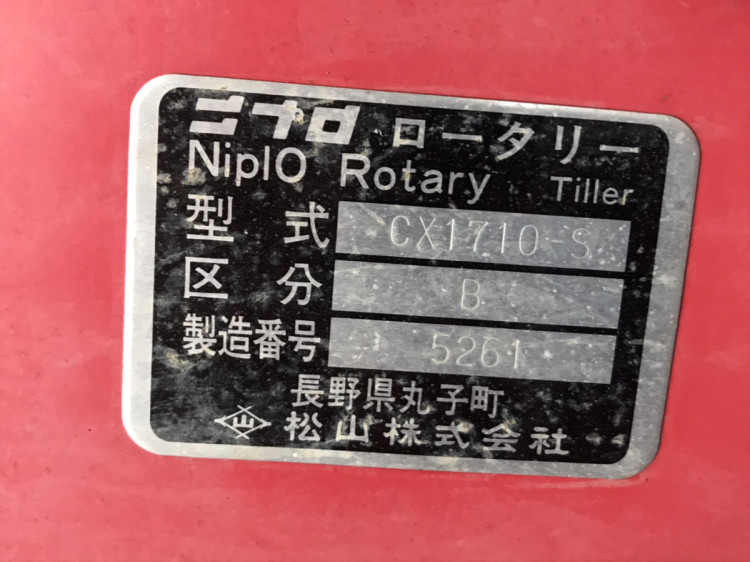 ニプロ ロータリー
NiplO Rotary Tiller
型式 CX1710-S
区分 B
製造番号 5261
長野県丸子町
松山株式会社